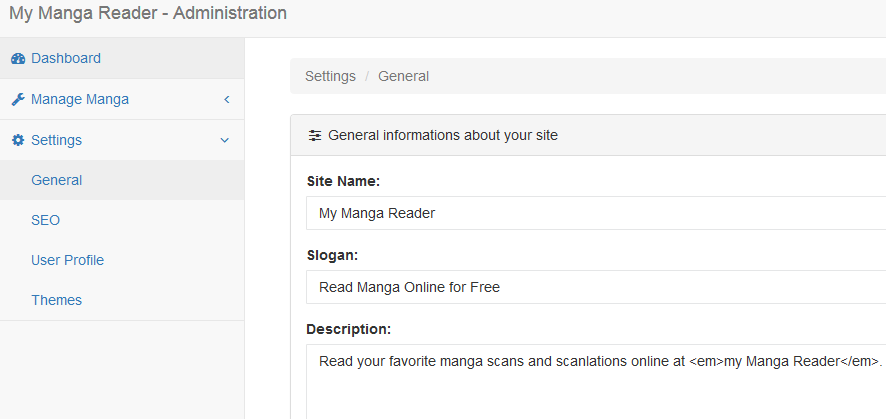 My Manga Reader - Administration
Dashboard
Manage Manga
Settings
General
SEO
User Profile
Themes
Settings / General
General informations about your site
Site Name:
My Manga Reader
Slogan:
Read Manga Online for Free
Description:
Read your favorite manga scans and scanlations online at <em>my Manga Reader</em>.